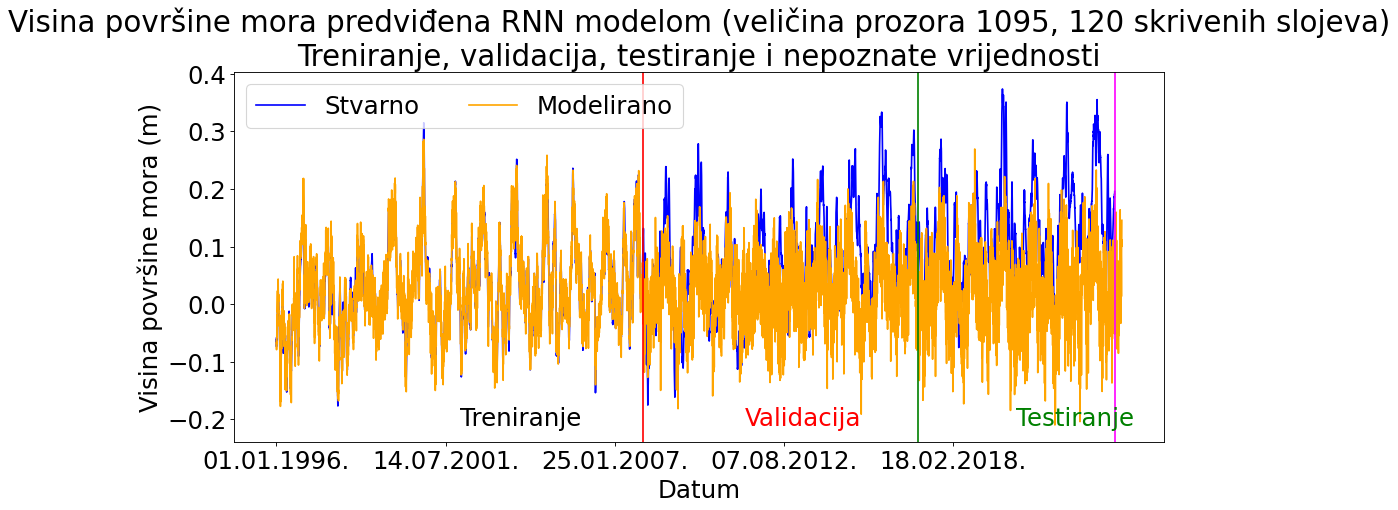 Visina površine mora predviđena RNN modelom (veličina prozora 1095, 120 skrivenih slojeva)
Treniranje, validacija, testiranje i nepoznate vrijednosti
Stvarno Modelirano
Visina površine mora (m)
0.4
0.3
0.2
0.1
0.0
−0.1
−0.2
Treniranje Validacija Testiranje
01.01.1996. 14.07.2001. 25.01.2007. 07.08.2012. 18.02.2018.
Datum